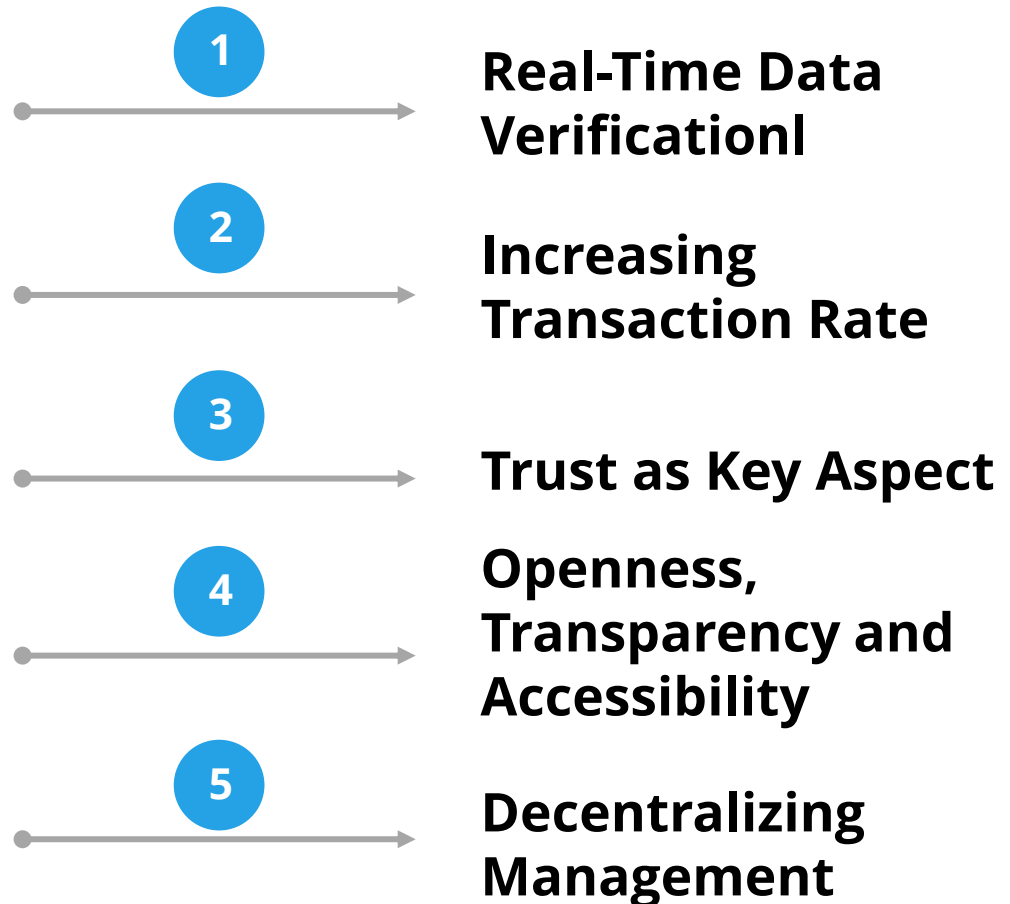 1
Real-Time Data
Verificationl
2
Increasing
Transaction Rate
3
Trust as Key Aspect
4
Openness,
Transparency and
Accessibility
5
Decentralizing
Management